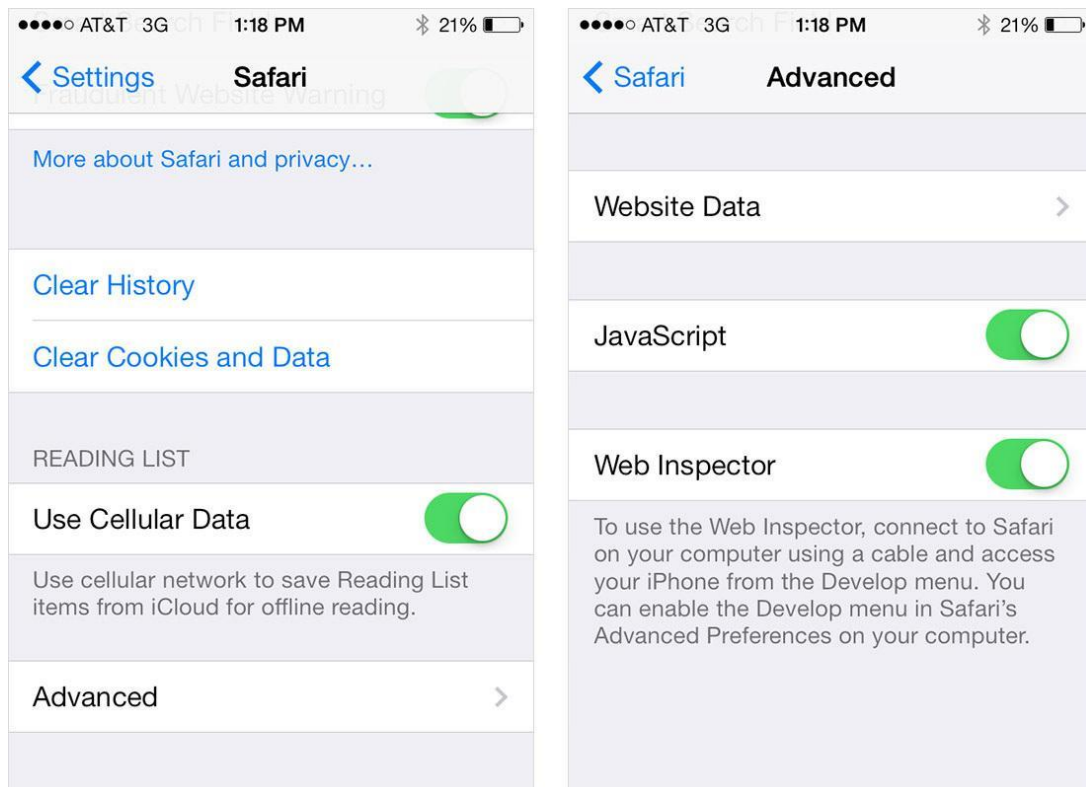 AT&T 3G 1:18 PM 21%
Settings Safari
Fraudulent Website Warning
More about Safari and privacy...
Clear History
Clear Cookies and Data
READING LIST
Use Cellular Data
Use cellular network to save Reading List
items from iCloud for offline reading.
Advanced
AT&T 3G 1:18 PM 21%
Safari Advanced
Website Data
JavaScript
Web Inspector
To use the Web Inspector, connect to Safari
on your computer using a cable and access
your iPhone from the Develop menu. You
can enable the Develop menu in Safari's
Advanced Preferences on your computer.